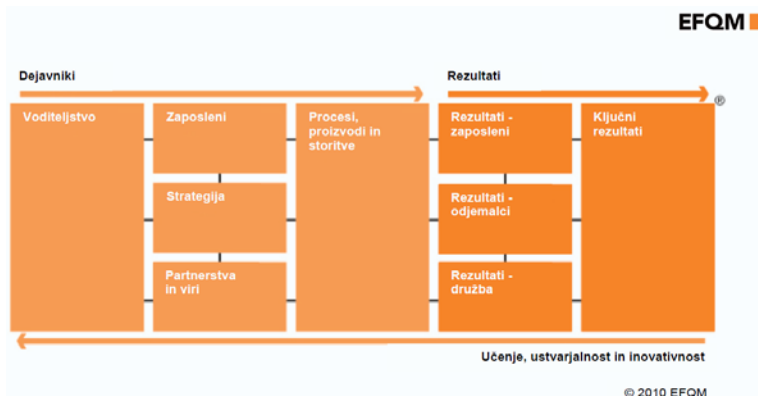 EFQM
Dejavniki
Rezultati
®
Voditeljstvo
Zaposleni
Procesi,
proizvodi in
storitve
Rezultati -
zaposleni
Ključni
rezultati
Strategija
Rezultati -
odjemalci
Partnerstva
in viri
Rezultati -
družba
Učenje, ustvarjalnost in inovativnost
© 2010 EFQM